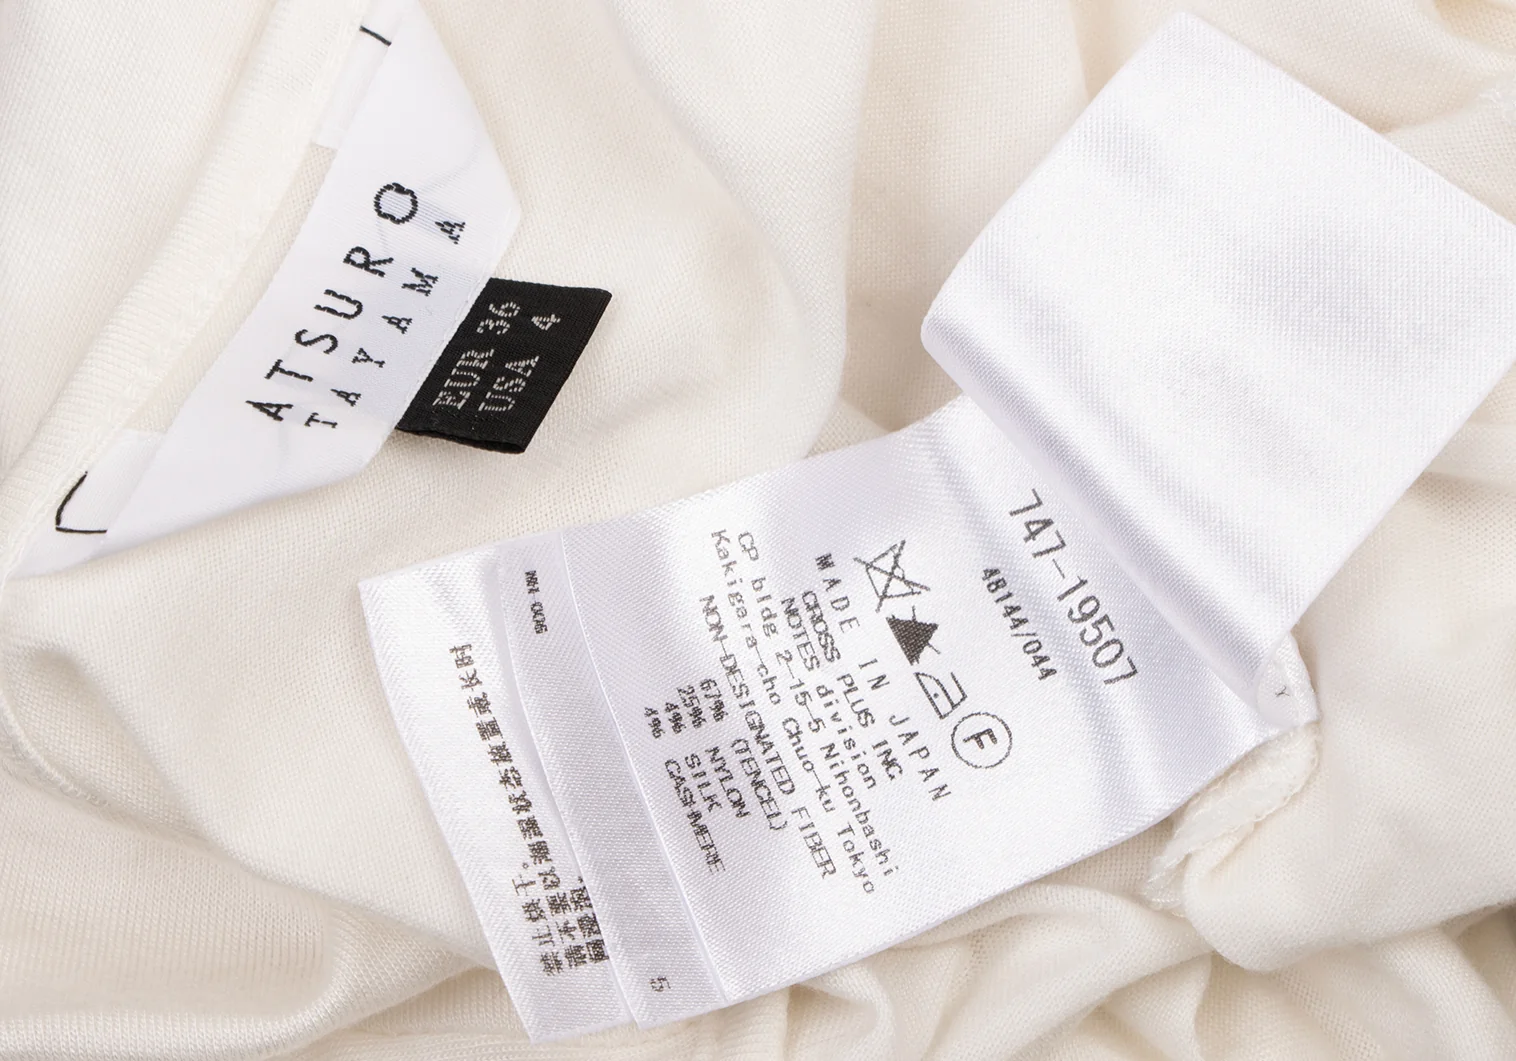 ATSURO
TAYAMA
EUR 36
USA 4
747-19507
48144/044
F
MADE IN JAPAN
CROSS PLUS INC
NOTES division
CP bldg 2-15-5 Nihonbashi
Kakigara-cho Chuo-ku Tokyo
NON-DESIGNATED FIBER
(TENCEL)
67% NYLON
25% SILK
4% CASHMERE
4%
5
禁止烘干。